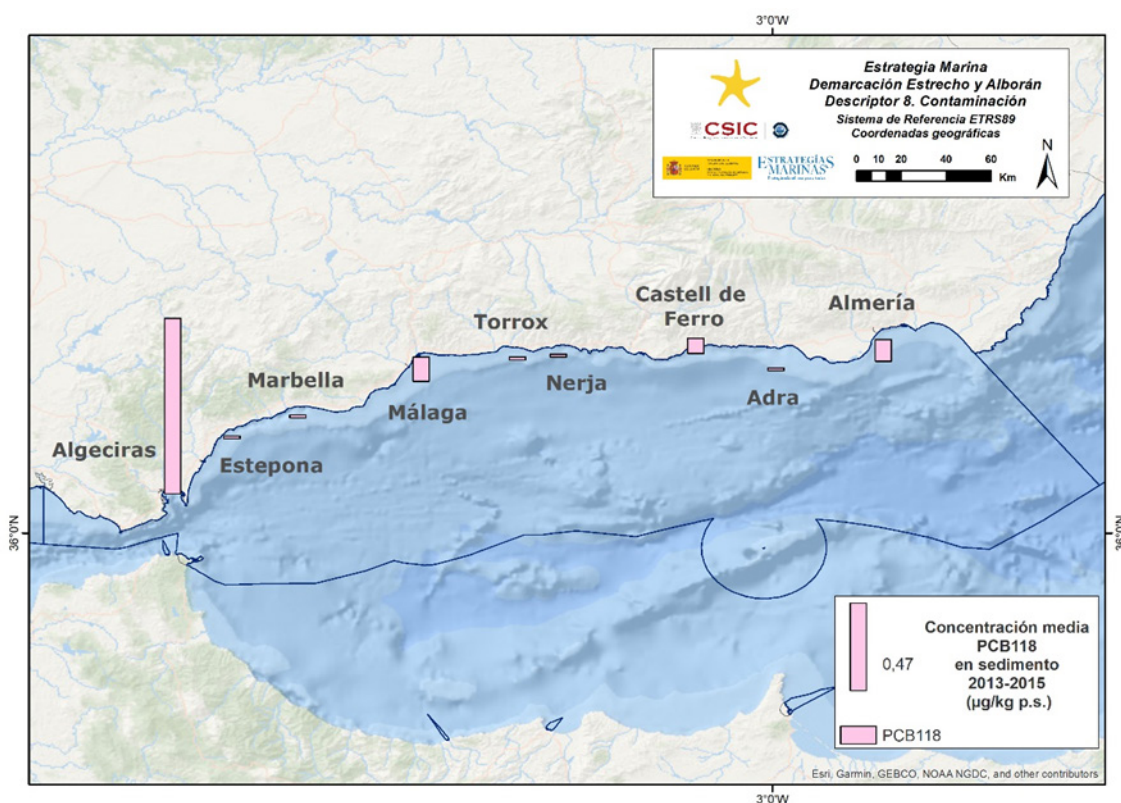 3°0'W
Estrategia Marina
Demarcación Estrecho y Alborán
Descriptor 8. Contaminación
Sistema de Referencia ETRS89
Coordenadas geográficas
CSIC
ESTRATEGIAS
MARINAS
0 10 20 40 60
Km
N
Castell de
Ferro
Almería
Torrox
Marbella
Nerja
Adra
Málaga
Algeciras
Estepona
36°0'N
36°0'N
Concentración media
PCB118
en sedimento
2013-2015
(µg/kg p.s.)
0,47
PCB118
Esri, Garmin, GEBCO, NOAA NGDC, and other contributors
3°0'W